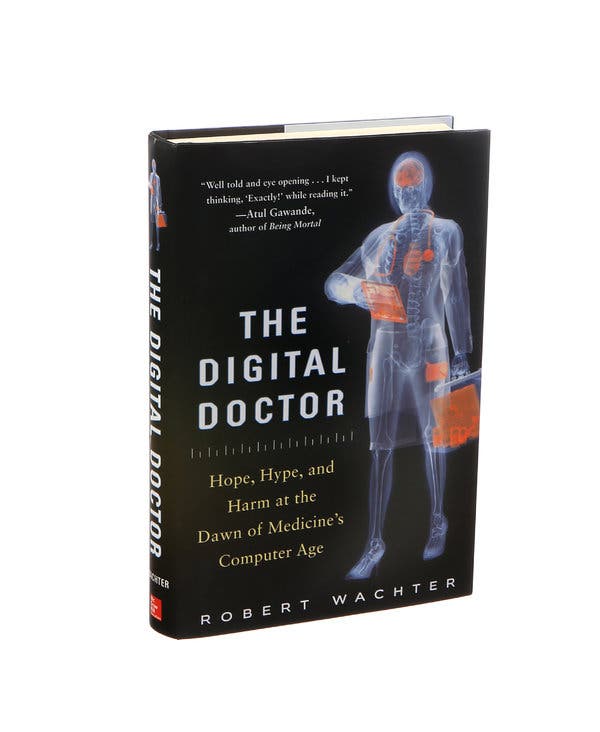 “Well told and eye opening . . . I kept
thinking, ‘Exactly!’ while reading it.”
—Atul Gawande,
author of Being Mortal
THE
DIGITAL
DOCTOR
Hope, Hype, and
Harm at the
Dawn of Medicine’s
Computer Age
ROBERT WACHTER
THE DIGITAL DOCTOR
WACHTER